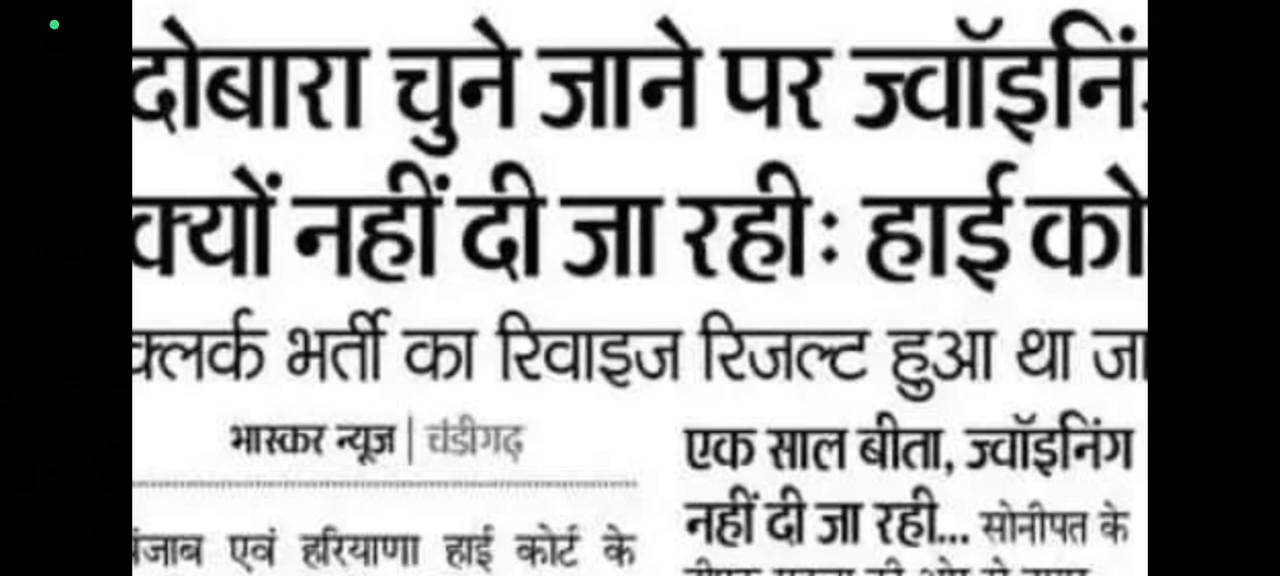 दोबारा चुने जाने पर ज्वॉइनिं
क्यों नहीं दी जा रही: हाई को
क्लर्क भर्ती का रिवाइज रिजल्ट हुआ था जा
भास्कर न्यूज | चंडीगढ़
पंजाब एवं हरियाणा हाई कोर्ट के
एक साल बीता, ज्वॉइनिंग
नहीं दी जा रही... सोनीपत के